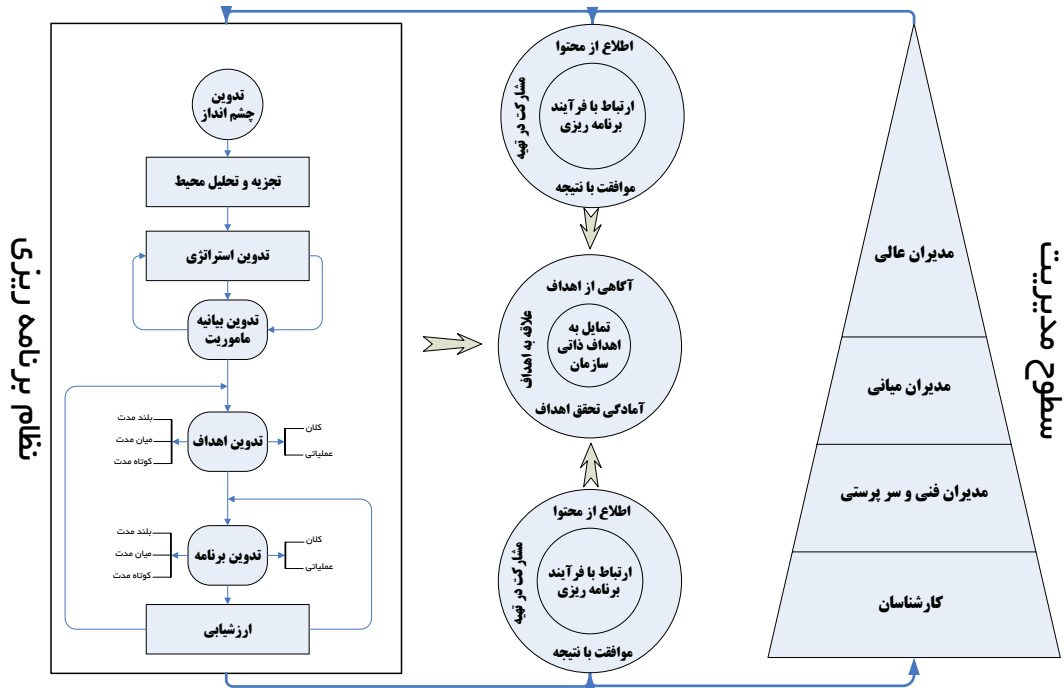 سطوح مدیریت
مدیران عالی
مدیران میانی
مدیران فنی و سر پرستی
کارشناسان
اطلاع از محتوا
مشارکت در تهیه
ارتباط با فرآیند
برنامه ریزی
موافقت با نتیجه
آگاهی از اهداف
علاقه به اهداف
تمایل به
اهداف ذاتی
سازمان
آمادگی تحقق اهداف
اطلاع از محتوا
مشارکت در تهیه
ارتباط با فرآیند
برنامه ریزی
موافقت با نتیجه
تدوین
چشم انداز
تجزیه و تحلیل محیط
تدوین استراتژی
تدوین بیانیه
ماموریت
تدوین اهداف
کلان
عملیاتی
بلند مدت
میان مدت
کوتاه مدت
تدوین برنامه
کلان
عملیاتی
بلند مدت
میان مدت
کوتاه مدت
ارزشیابی
نظام برنامه ریزی